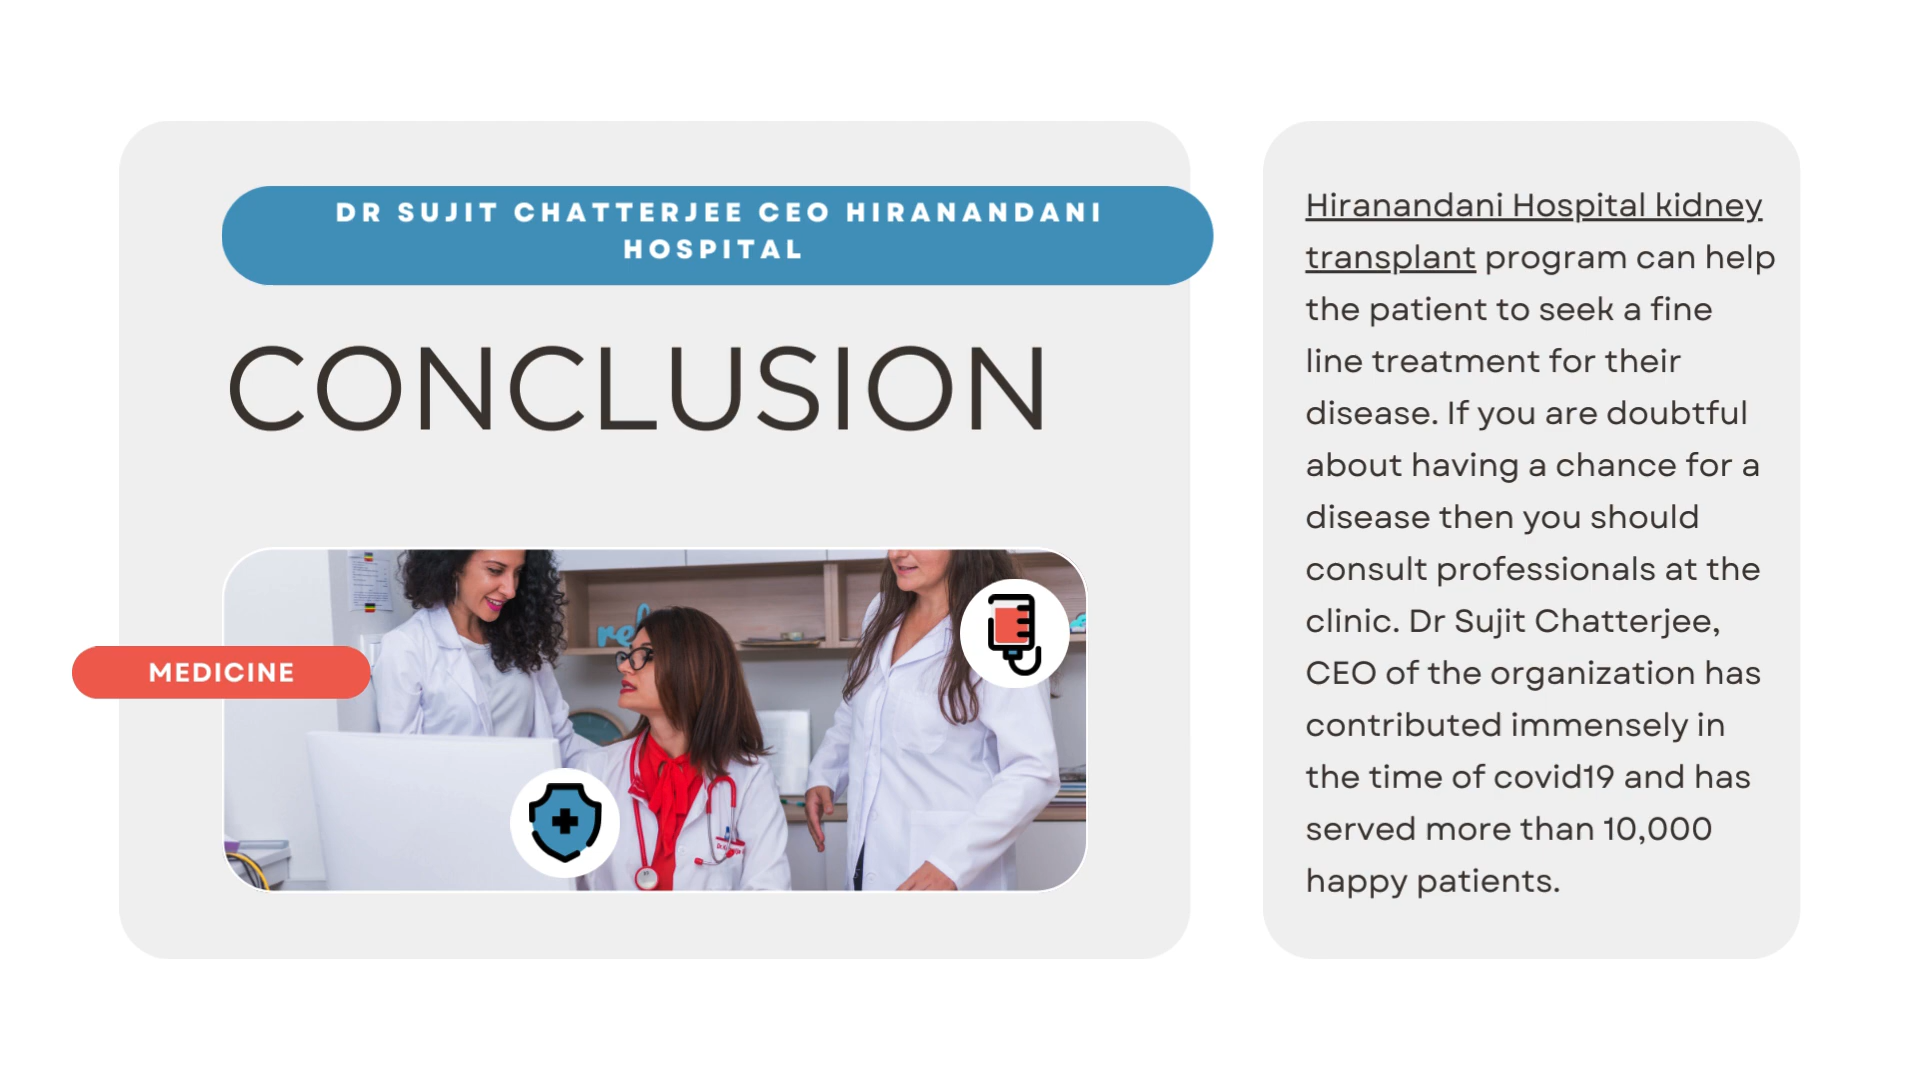 DR SUJIT CHATTERJEE CEO HIRANANDANI
HOSPITAL
CONCLUSION
MEDICINE
Hiranandani Hospital kidney
transplant program can help
the patient to seek a fine
line treatment for their
disease. If you are doubtful
about having a chance for a
disease then you should
consult professionals at the
clinic. Dr Sujit Chatterjee,
CEO of the organization has
contributed immensely in
the time of covid19 and has
served more than 10,000
happy patients.